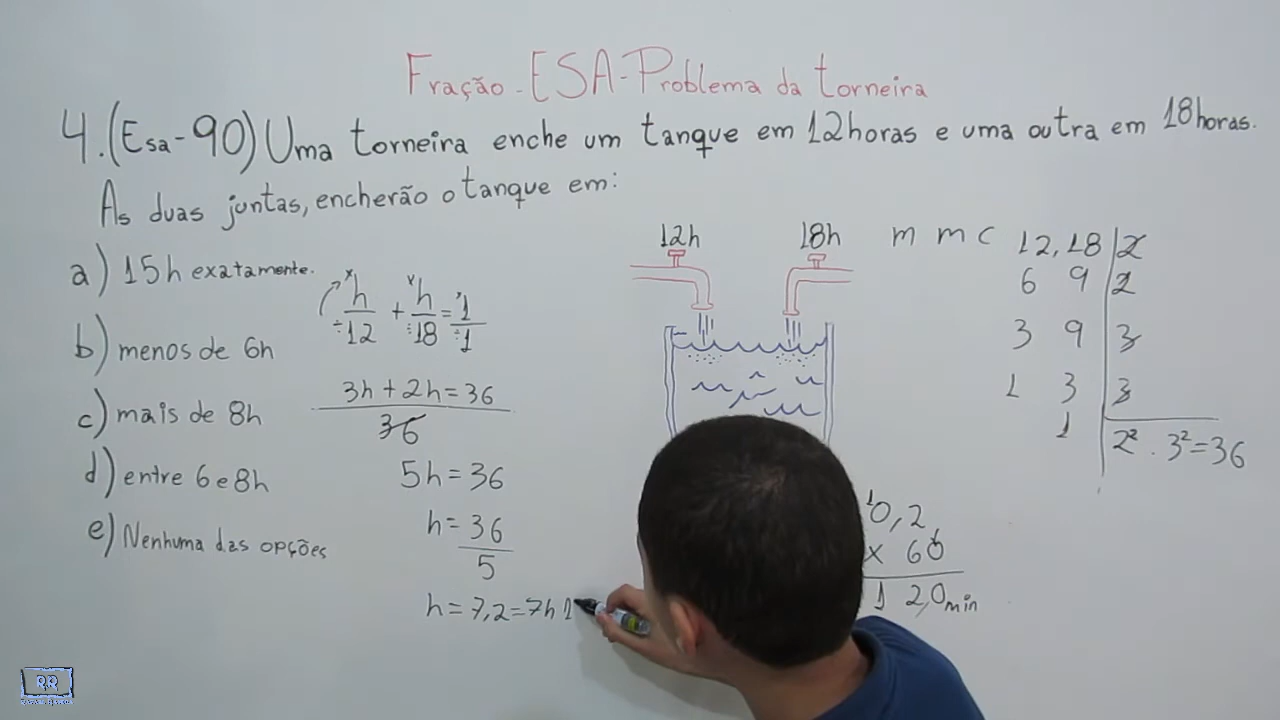 Fração - ESA - Problema da torneira
4. (Esa - 90) Uma torneira enche um tanque em 12 horas e uma outra em 18 horas.
As duas juntas, encherão o tanque em:
a) 15h exatamente.
b) menos de 6h
c) mais de 8h
d) entre 6 e 8h
e) Nenhuma das opções
h/÷12 + h/÷18 = 1/÷1
3h + 2h = 36
36
5h = 36
h = 36/5
h = 7,2 = 7h 1
12h 18h
m m c
12, 18 | 2
6 9 | 2
3 9 | 3
1 3 | 3
1
2² . 3² = 36
0,2
x 60
1 2,0 min
RR